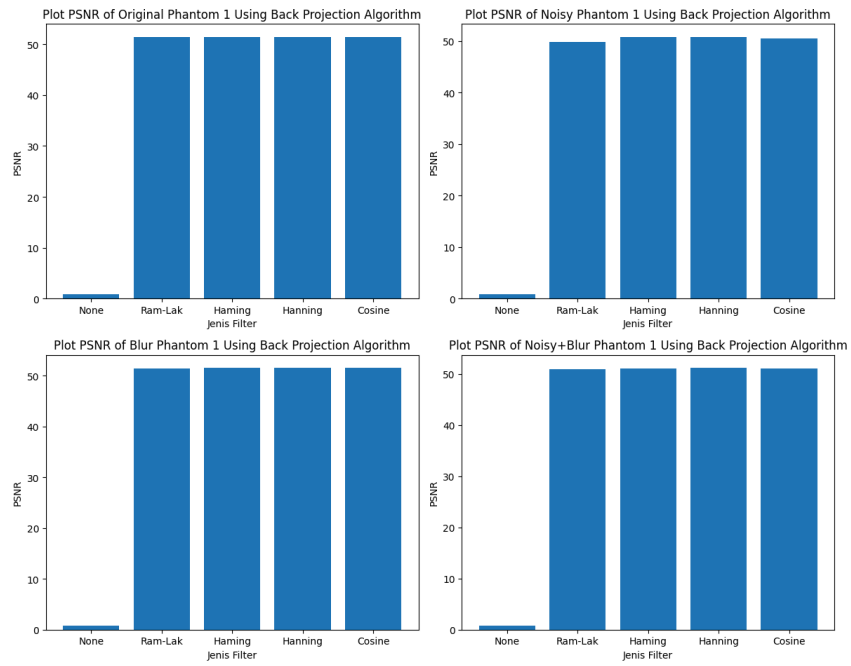 Plot PSNR of Original Phantom 1 Using Back Projection Algorithm
50
40
30
20
10
0
PSNR
None Ram-Lak Haming Hanning Cosine
Jenis Filter
Plot PSNR of Noisy Phantom 1 Using Back Projection Algorithm
50
40
30
20
10
0
PSNR
None Ram-Lak Haming Hanning Cosine
Jenis Filter
Plot PSNR of Blur Phantom 1 Using Back Projection Algorithm
50
40
30
20
10
0
PSNR
None Ram-Lak Haming Hanning Cosine
Jenis Filter
Plot PSNR of Noisy+Blur Phantom 1 Using Back Projection Algorithm
50
40
30
20
10
0
PSNR
None Ram-Lak Haming Hanning Cosine
Jenis Filter